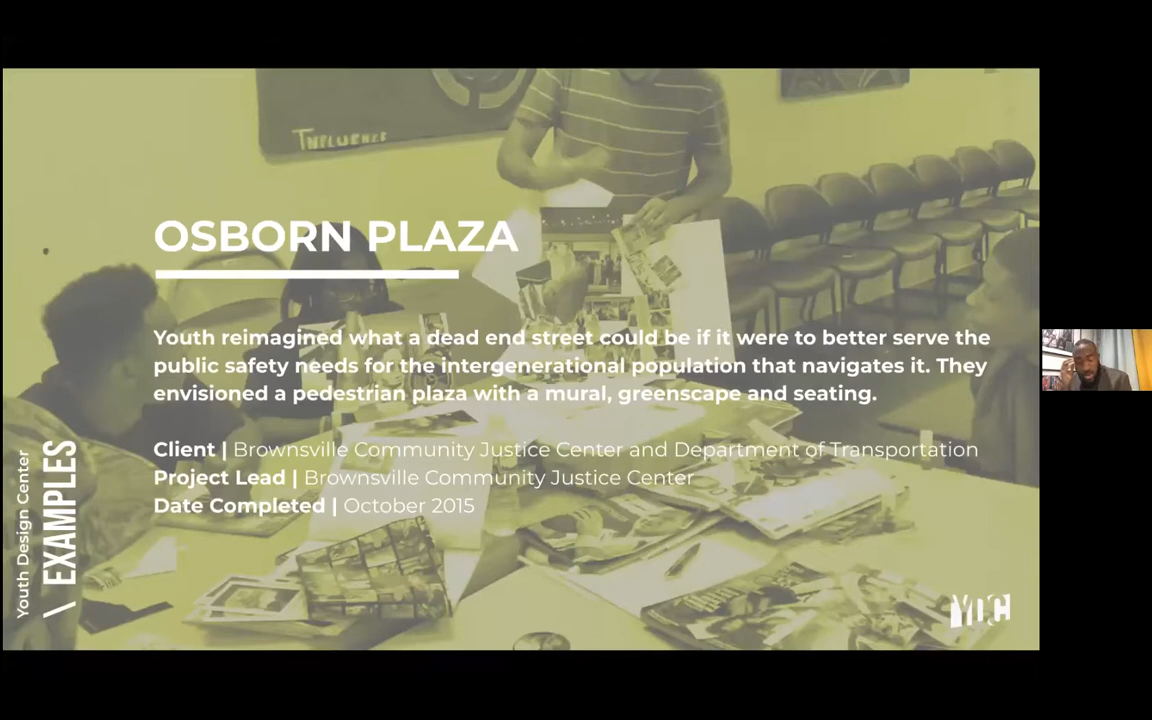 INFLUENCE
OSBORN PLAZA
Youth reimagined what a dead end street could be if it were to better serve the
public safety needs for the intergenerational population that navigates it. They
envisioned a pedestrian plaza with a mural, greenscape and seating.
Client | Brownsville Community Justice Center and Department of Transportation
Project Lead | Brownsville Community Justice Center
Date Completed | October 2015
Youth Design Center
\ EXAMPLES
YDC